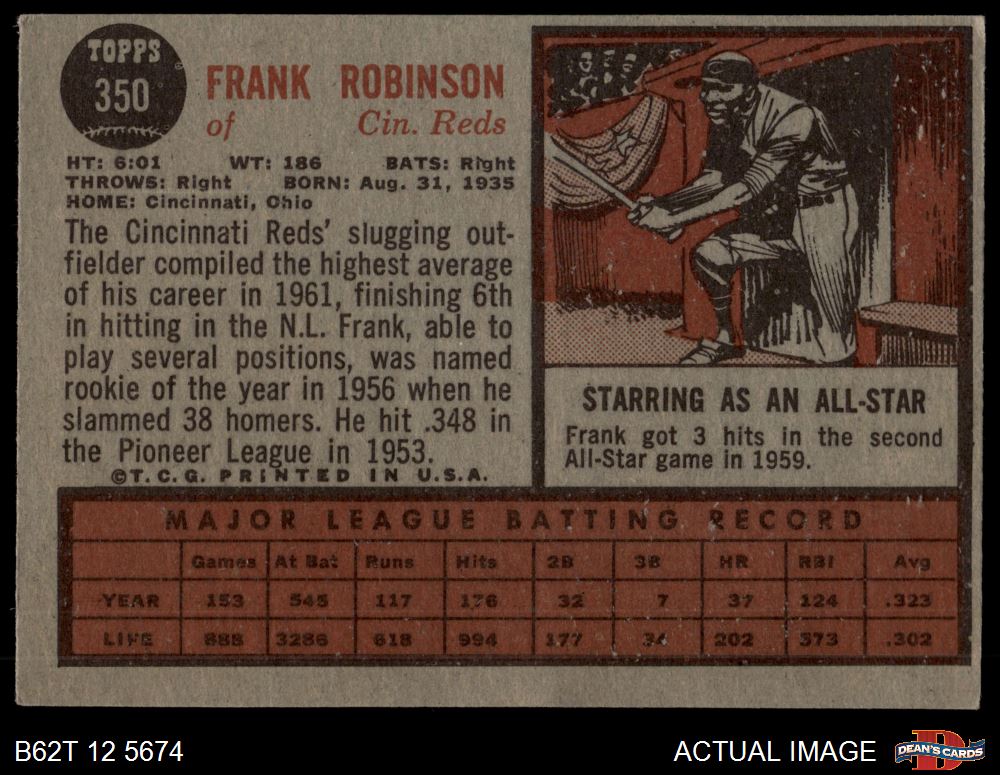 TOPPS
350
FRANK ROBINSON
of Cin. Reds
HT: 6:01 WT: 186 BATS: Right
THROWS: Right BORN: Aug. 31, 1935
HOME: Cincinnati, Ohio
The Cincinnati Reds' slugging out-
fielder compiled the highest average
of his career in 1961, finishing 6th
in hitting in the N.L. Frank, able to
play several positions, was named
rookie of the year in 1956 when he
slammed 38 homers. He hit .348 in
the Pioneer League in 1953.
©T.C.G. PRINTED IN U.S.A.
STARRING AS AN ALL-STAR
Frank got 3 hits in the second
All-Star game in 1959.
MAJOR LEAGUE BATTING RECORD
Games At Bat Runs Hits 2B 3B HR RBI Avg
YEAR 153 545 117 176 32 7 37 124 .323
LIFE 888 3286 618 994 177 34 202 573 .302
B62T 12 5674
ACTUAL IMAGE
D
DEAN'S CARDS